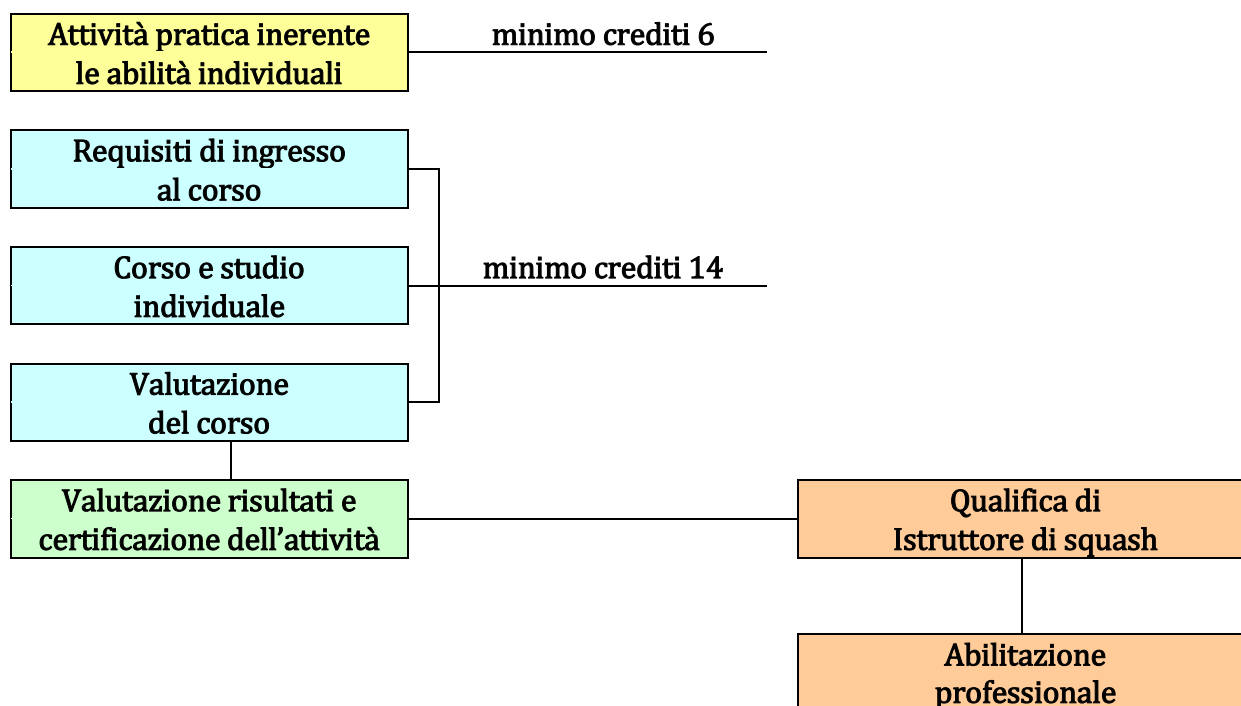 Attività pratica inerente
le abilità individuali
minimo crediti 6
Requisiti di ingresso
al corso
Corso e studio
individuale
minimo crediti 14
Valutazione
del corso
Valutazione risultati e
certificazione dell’attività
Qualifica di
Istruttore di squash
Abilitazione
professionale